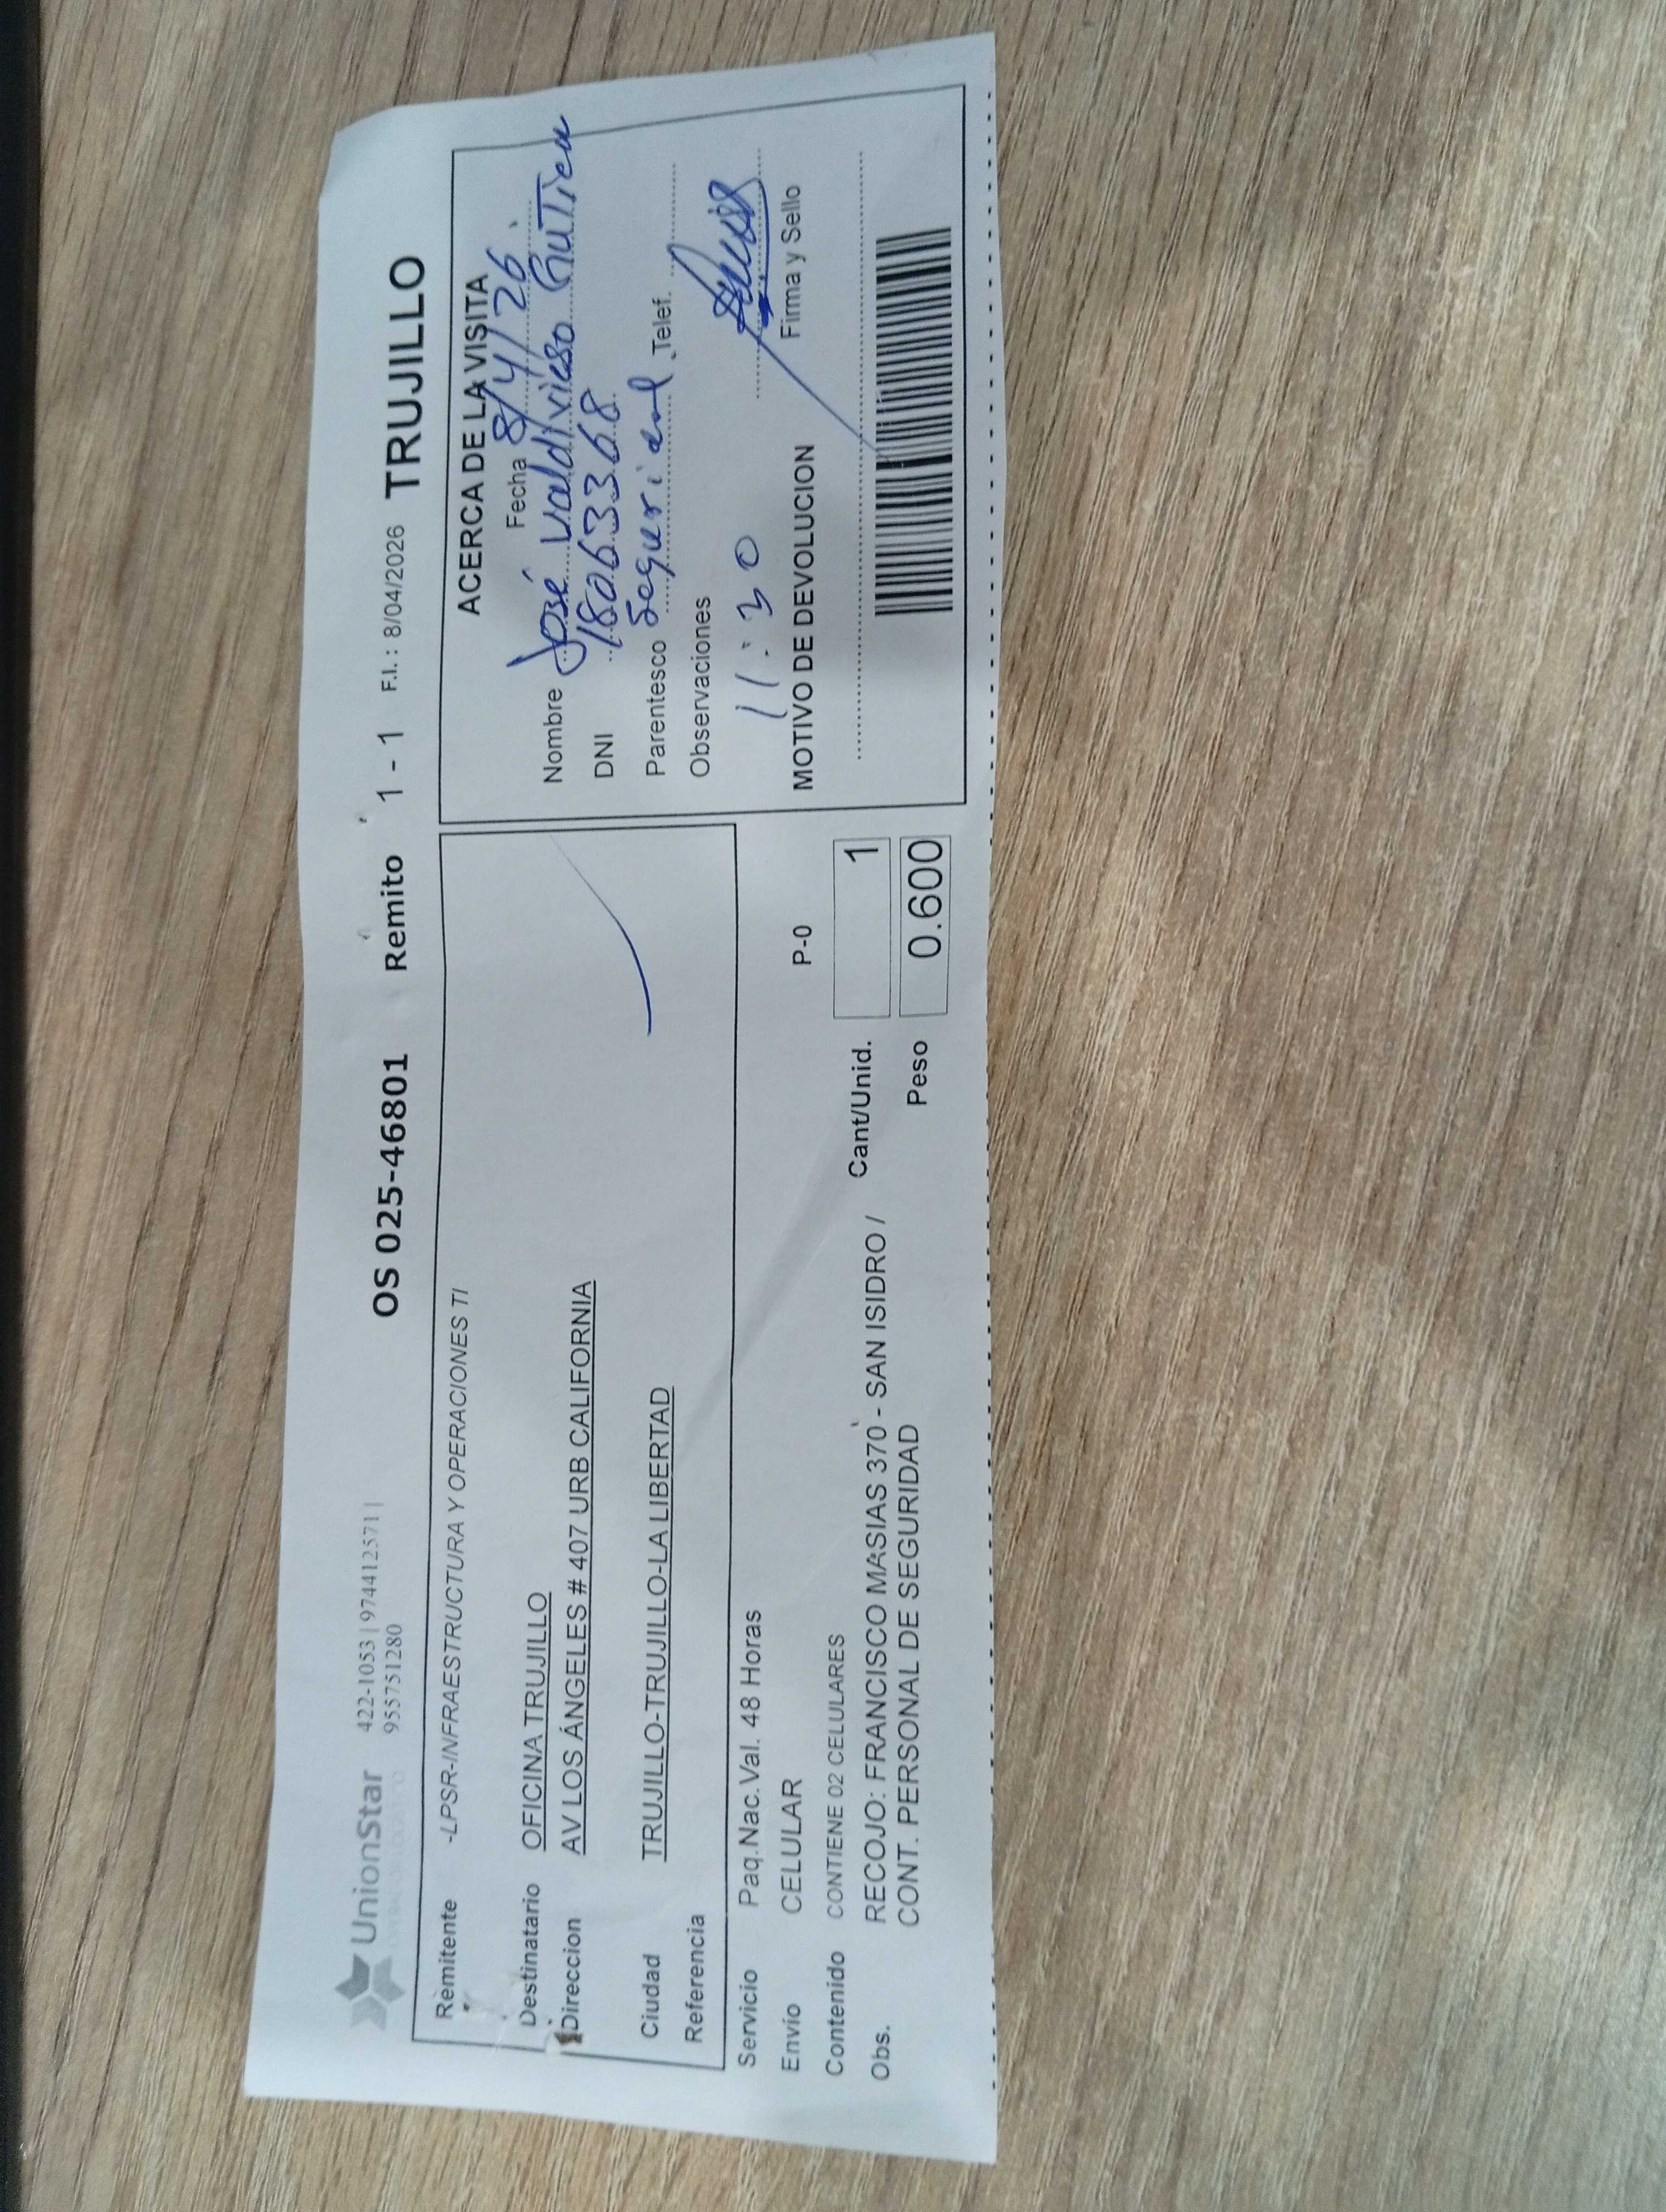 UnionStar 422-1053 | 974412571 |
955751280
OS 025-46801 Remito 1 - 1 F.I.: 8/04/2026 TRUJILLO
Remitente -LPSR-INFRAESTRUCTURA Y OPERACIONES TI
Destinatario OFICINA TRUJILLO
Direccion AV LOS ÁNGELES # 407 URB CALIFORNIA
Ciudad TRUJILLO-TRUJILLO-LA LIBERTAD
Referencia
Servicio Paq.Nac.Val. 48 Horas P-0
Envío CELULAR
Contenido CONTIENE 02 CELULARES Cant/Unid. 1
Obs. RECOJO: FRANCISCO MASIAS 370 - SAN ISIDRO /
CONT. PERSONAL DE SEGURIDAD Peso 0.600
ACERCA DE LA VISITA
Fecha 8/4/26.
Nombre José Valdivieso
DNI 18063368
Parentesco Telef.
Observaciones
11:30
Firma y Sello
MOTIVO DE DEVOLUCION